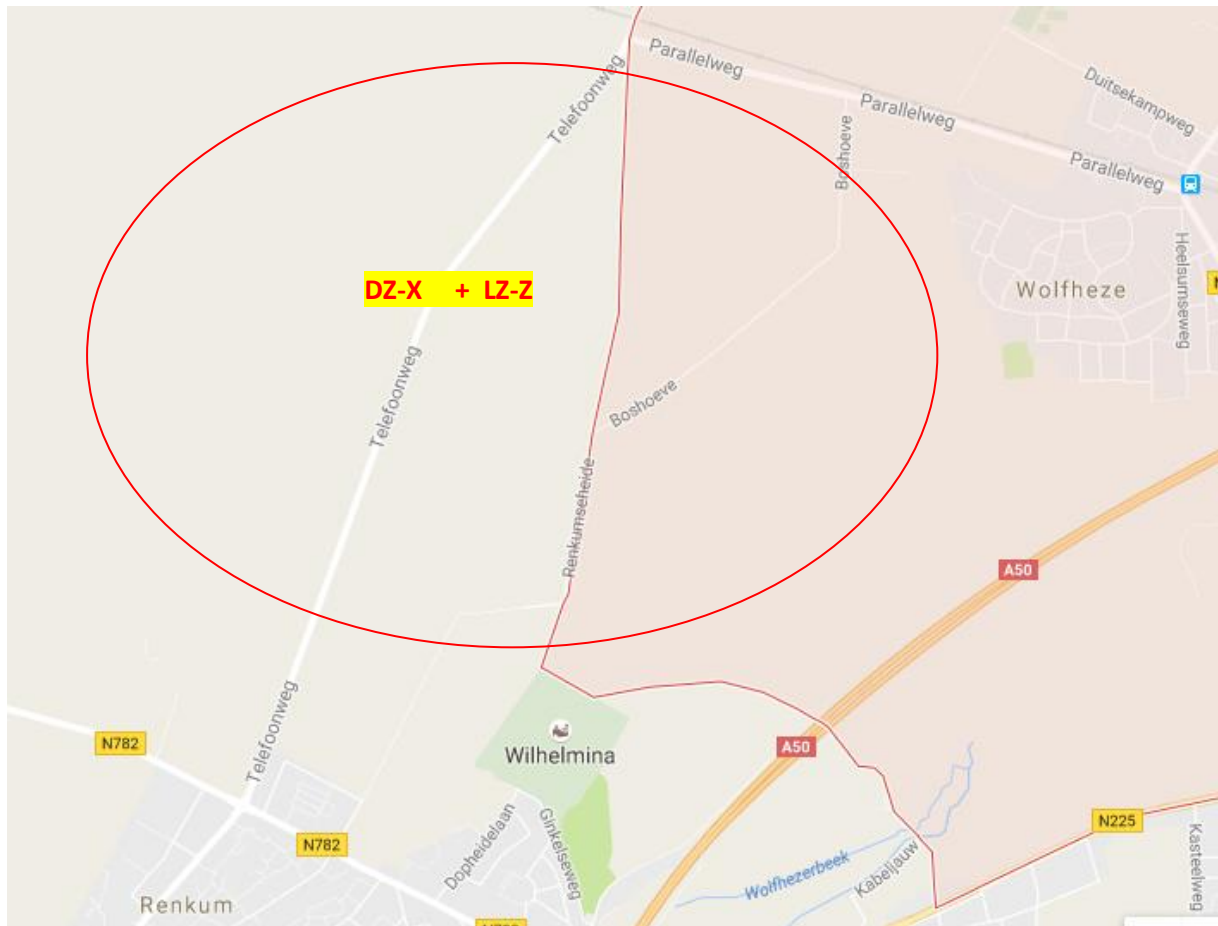 Parallelweg
Duitsekampweg
Telefoonweg
Parallelweg
Boshoeve
Parallelweg
Heelsumseweg
DZ-X + LZ-Z
Wolfheze
Telefoonweg
Boshoeve
Renkumseheide
A50
Telefoonweg
N782
Wilhelmina
A50
N225
N782
Dopheidelaan
Ginkelseweg
Wolfhezerbeek
Kabeljauw
Kasteelweg
Renkum